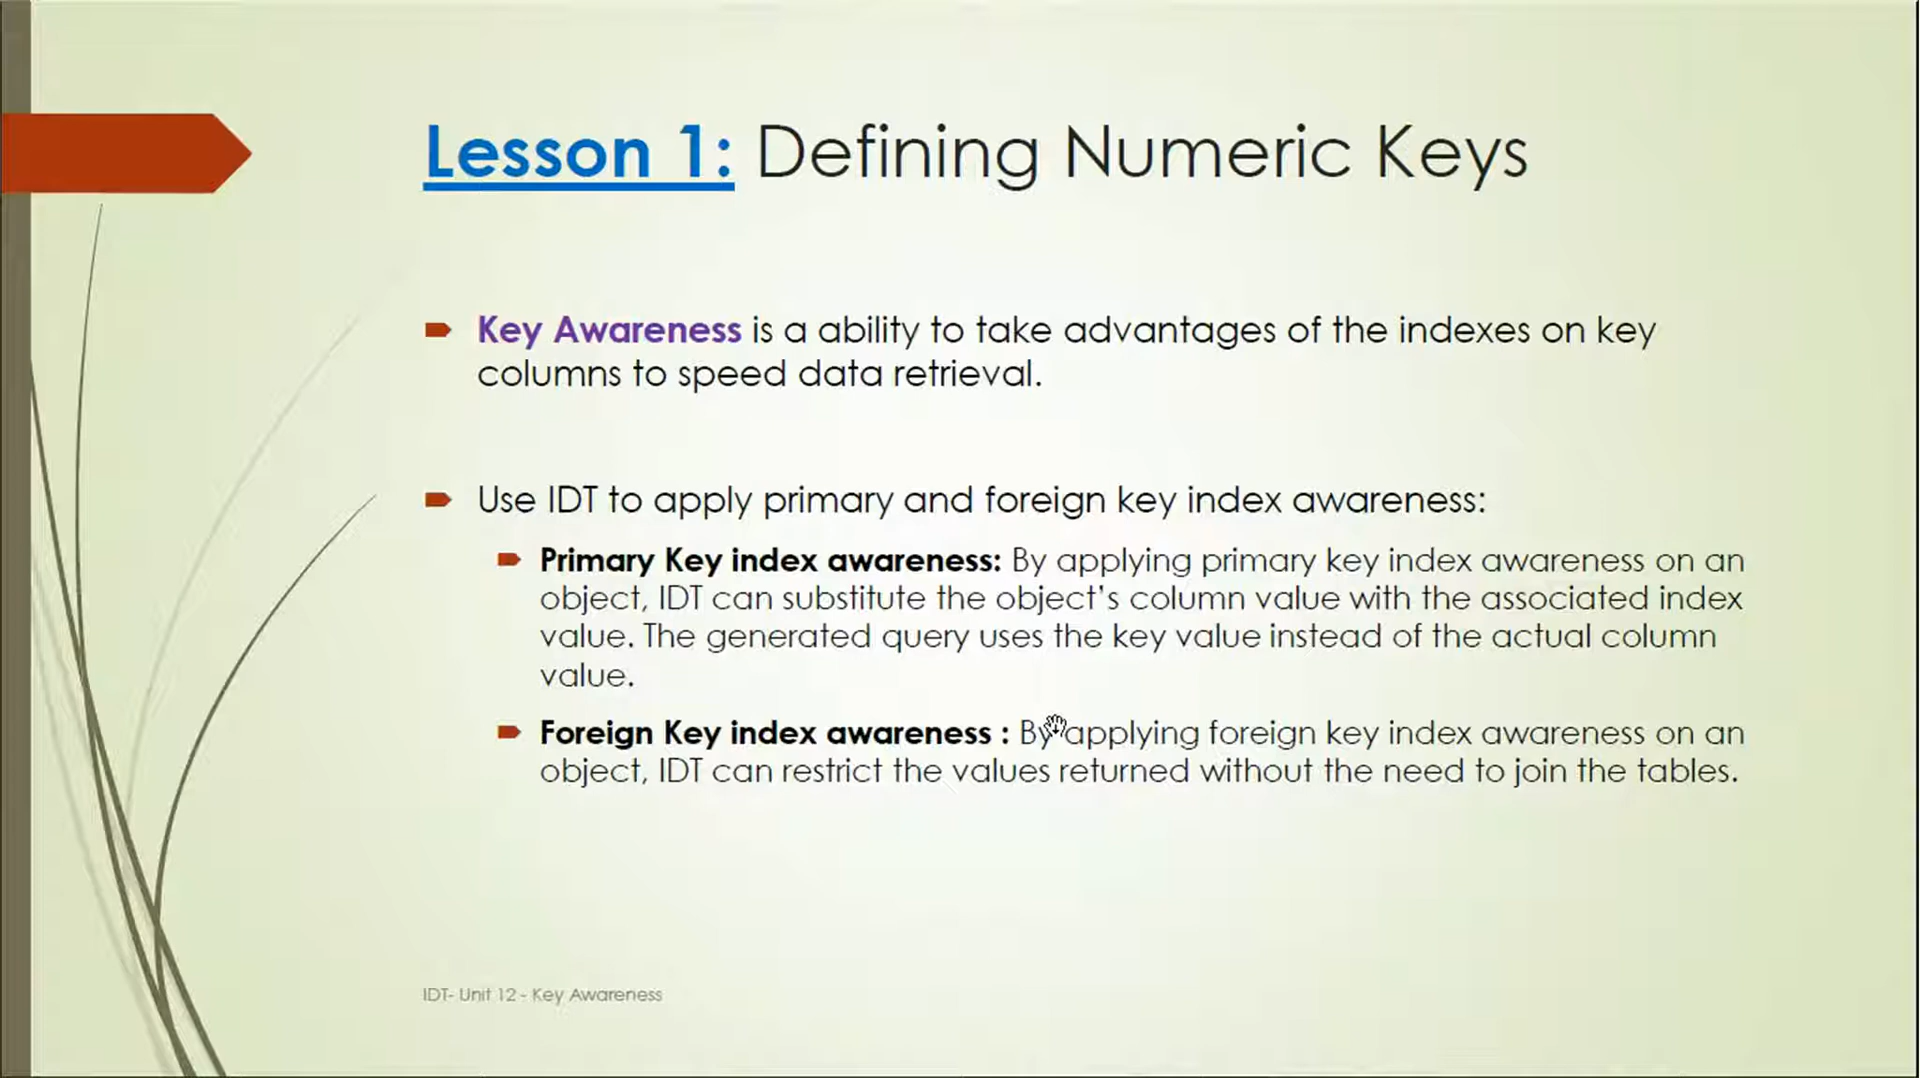 Lesson 1: Defining Numeric Keys
Key Awareness is a ability to take advantages of the indexes on key
columns to speed data retrieval.
Use IDT to apply primary and foreign key index awareness:
Primary Key index awareness: By applying primary key index awareness on an
object, IDT can substitute the object's column value with the associated index
value. The generated query uses the key value instead of the actual column
value.
Foreign Key index awareness : By applying foreign key index awareness on an
object, IDT can restrict the values returned without the need to join the tables.
IDT- Unit 12 - Key Awareness